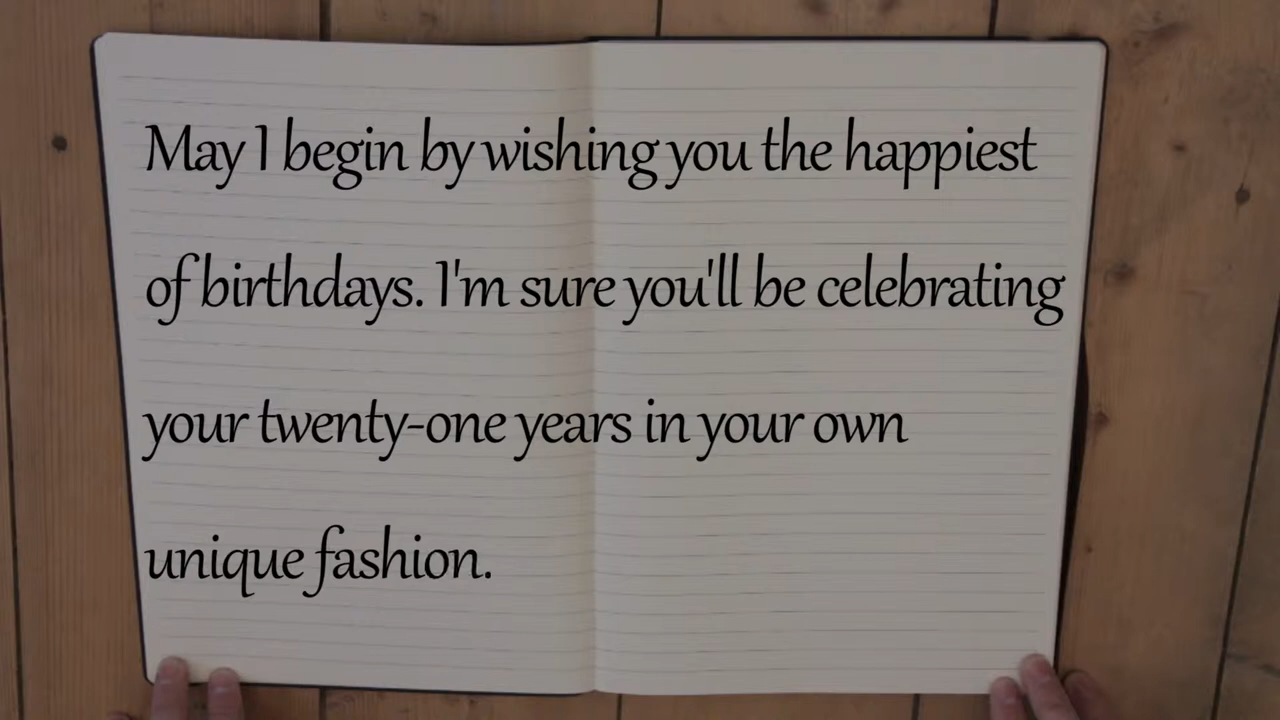 May I begin by wishing you the happiest
of birthdays. I'm sure you'll be celebrating
your twenty-one years in your own
unique fashion.